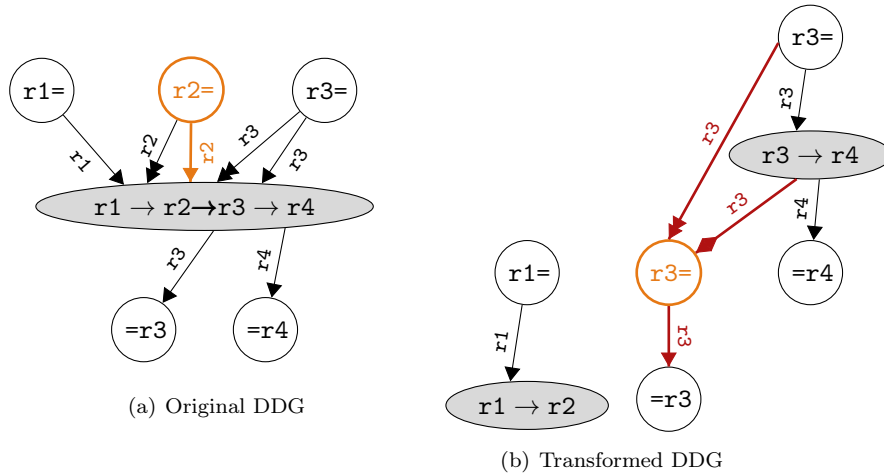 r1=
r2=
r3=
r1
r2
r2
r3
r3
r1 → r2→r3 → r4
r3
r4
=r3
=r4
(a) Original DDG
r3=
r3
r3
r3 → r4
r3
r4
r1=
r3=
=r4
r1
r3
r1 → r2
=r3
(b) Transformed DDG